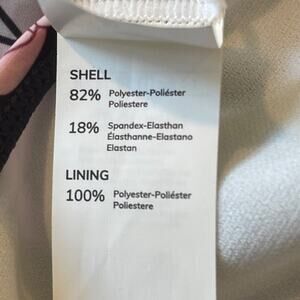 SHELL
82% Polyester-Poliéster
Poliestere
18% Spandex-Elasthan
Élasthanne-Elastano
Elastan
LINING
100% Polyester-Poliéster
Poliestere